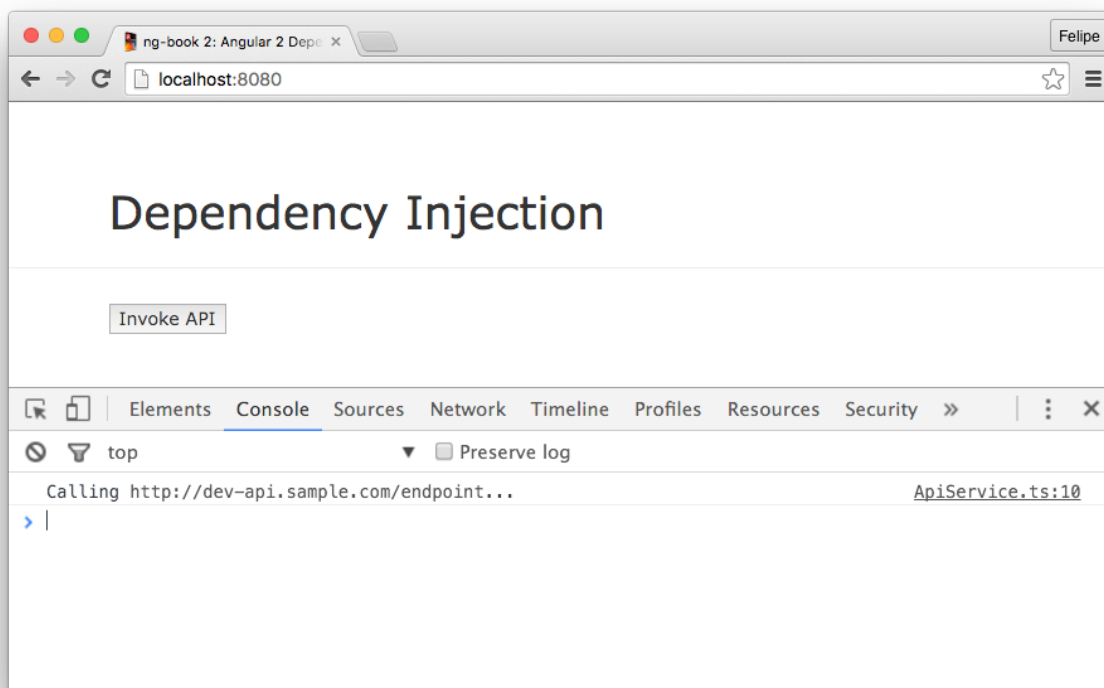 ng-book 2: Angular 2 Depe
Felipe
localhost:8080
Dependency Injection
Invoke API
Elements Console Sources Network Timeline Profiles Resources Security »
top Preserve log
Calling http://dev-api.sample.com/endpoint... ApiService.ts:10